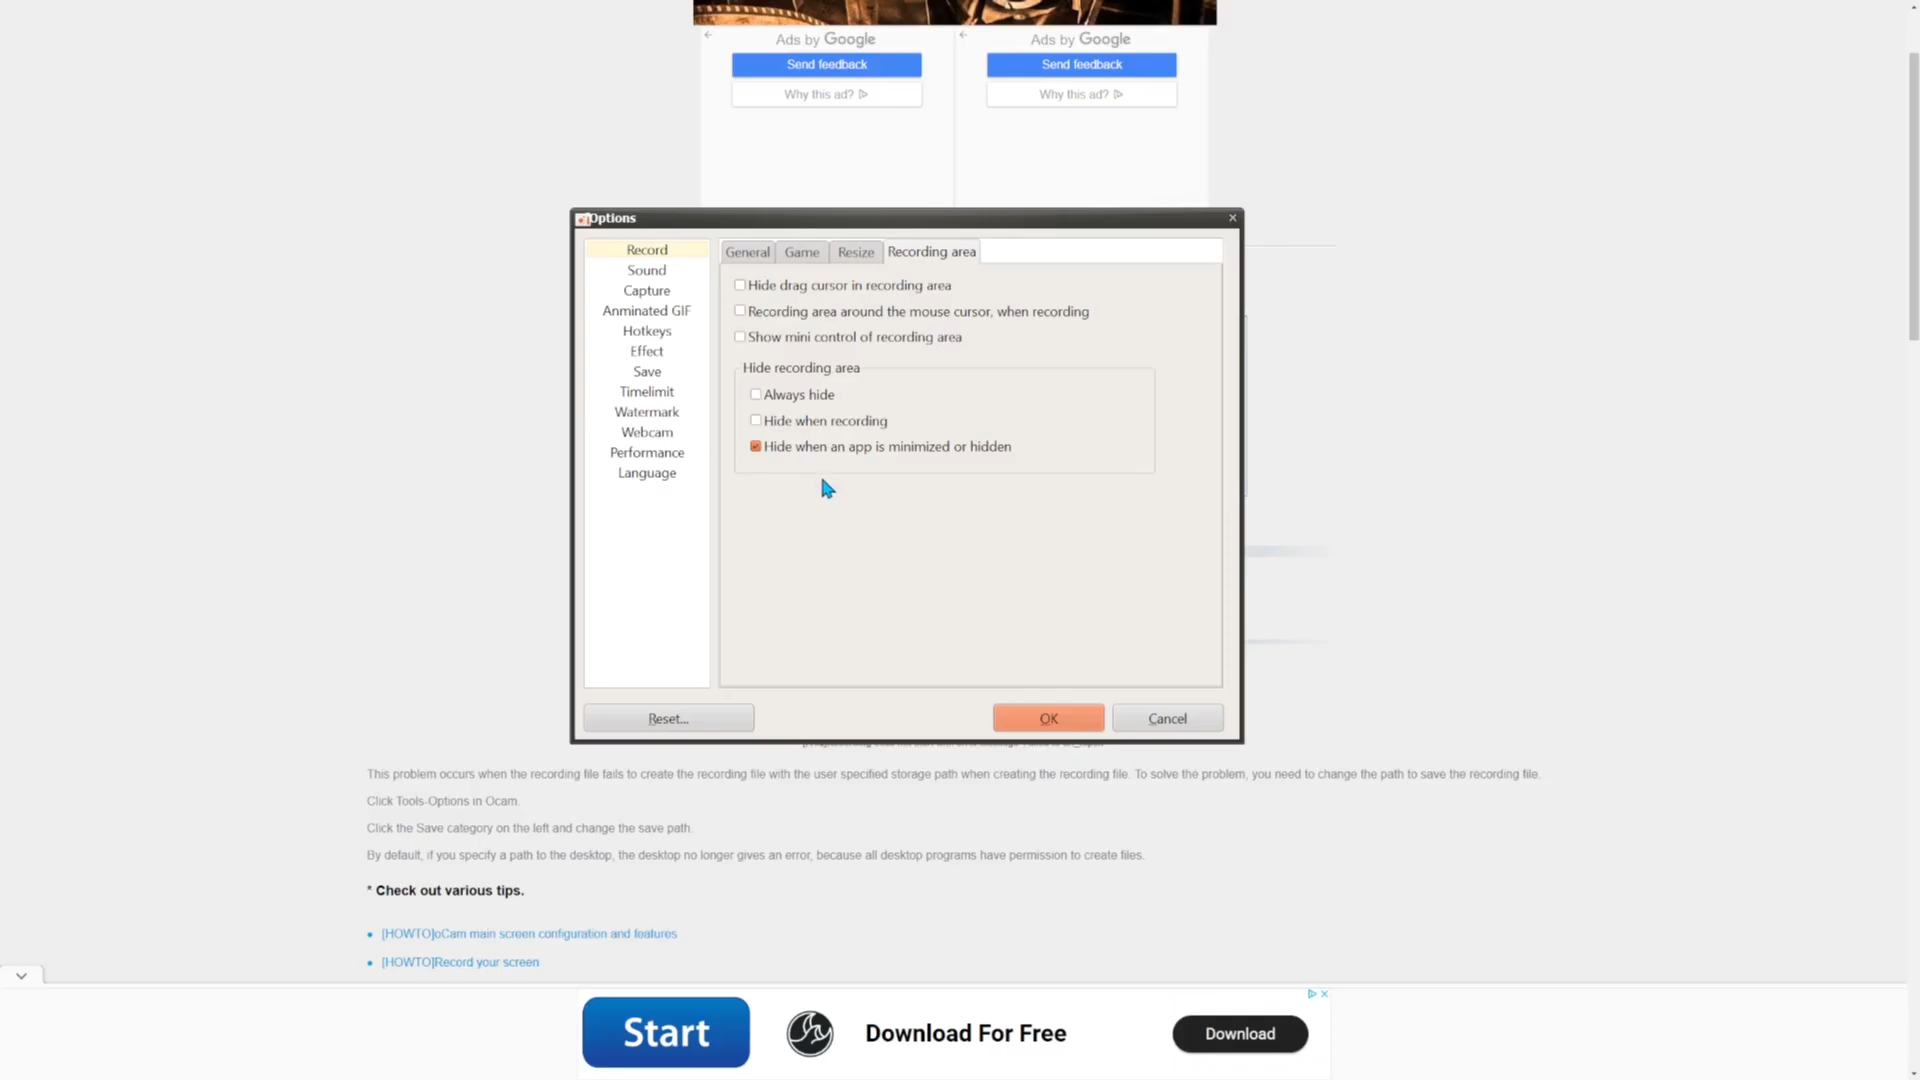 Ads by Google
Send feedback
Why this ad?
Ads by Google
Send feedback
Why this ad?
Options
Record
Sound
Capture
Anminated GIF
Hotkeys
Effect
Save
Timelimit
Watermark
Webcam
Performance
Language
General
Game
Resize
Recording area
Hide drag cursor in recording area
Recording area around the mouse cursor, when recording
Show mini control of recording area
Hide recording area
Always hide
Hide when recording
Hide when an app is minimized or hidden
Reset...
OK
Cancel
This problem occurs when the recording file fails to create the recording file with the user specified storage path when creating the recording file. To solve the problem, you need to change the path to save the recording file.
Click Tools-Options in Ocam.
Click the Save category on the left and change the save path.
By default, if you specify a path to the desktop, the desktop no longer gives an error, because all desktop programs have permission to create files.
* Check out various tips.
[HOWTO]oCam main screen configuration and features
[HOWTO]Record your screen
Start
Download For Free
Download